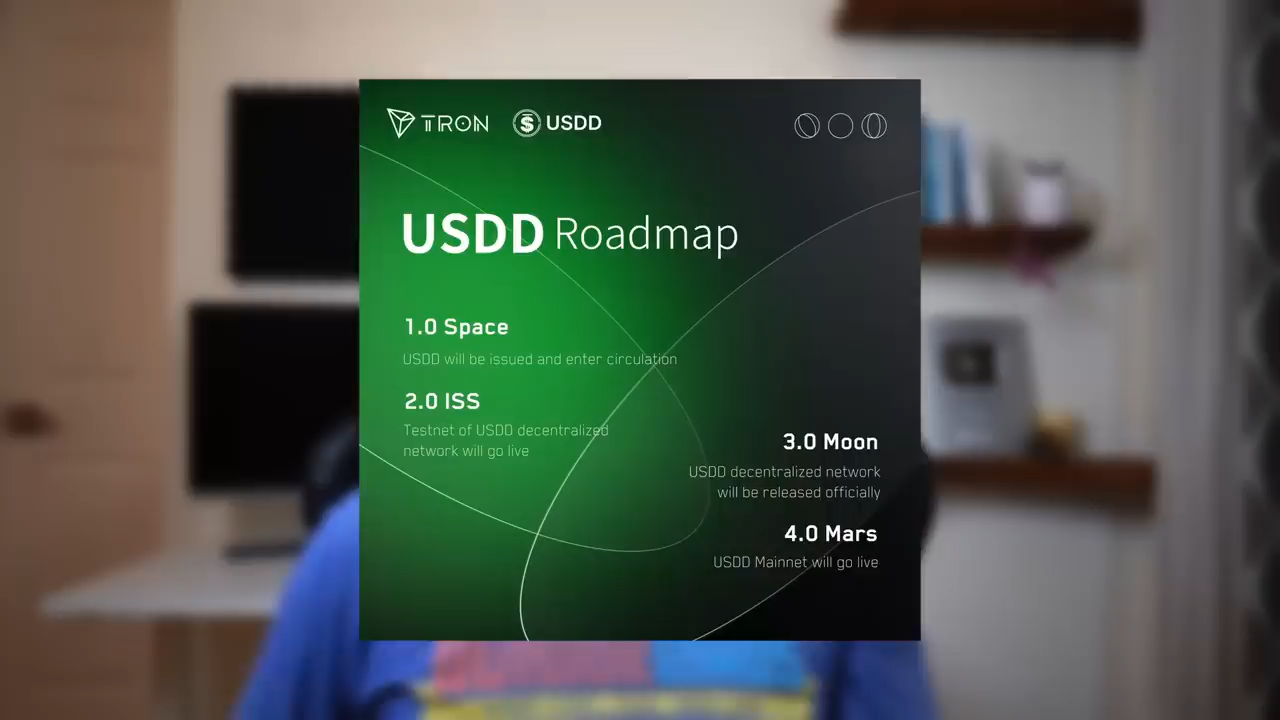 TRON USDD
USDD Roadmap
1.0 Space
USDD will be issued and enter circulation
2.0 ISS
Testnet of USDD decentralized
network will go live
3.0 Moon
USDD decentralized network
will be released officially
4.0 Mars
USDD Mainnet will go live